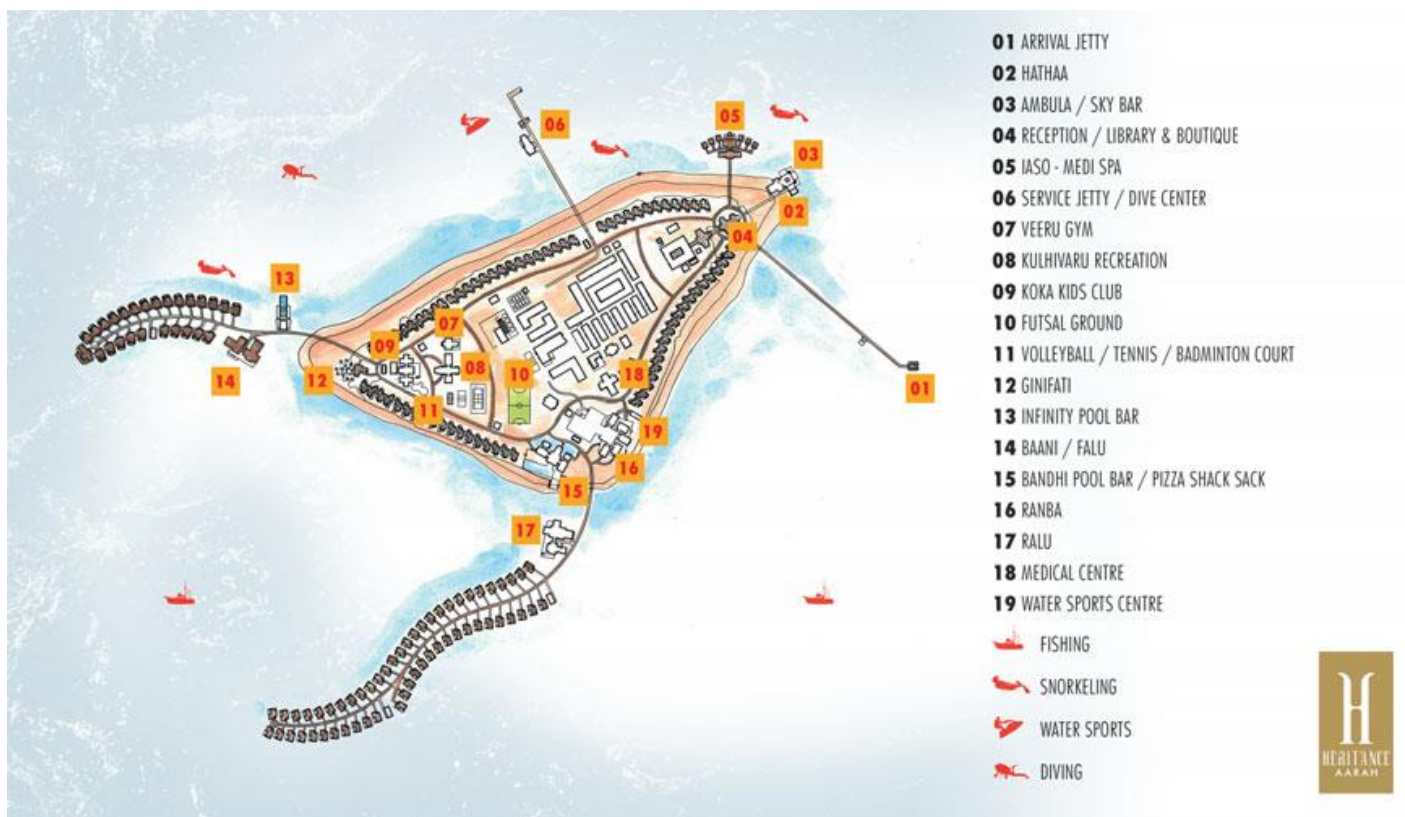 01 ARRIVAL JETTY
02 HATHAA
03 AMBULA / SKY BAR
04 RECEPTION / LIBRARY & BOUTIQUE
05 IASO - MEDI SPA
06 SERVICE JETTY / DIVE CENTER
07 VEERU GYM
08 KULHIVARU RECREATION
09 KOKA KIDS CLUB
10 FUTSAL GROUND
11 VOLLEYBALL / TENNIS / BADMINTON COURT
12 GINIFATI
13 INFINITY POOL BAR
14 BAANI / FALU
15 BANDHI POOL BAR / PIZZA SHACK SACK
16 RANBA
17 RALU
18 MEDICAL CENTRE
19 WATER SPORTS CENTRE
FISHING
SNORKELING
WATER SPORTS
DIVING
06
05
03
02
04
13
07
09
08
10
18
12
14
01
11
19
16
15
17
H
HERITANCE
AARAH